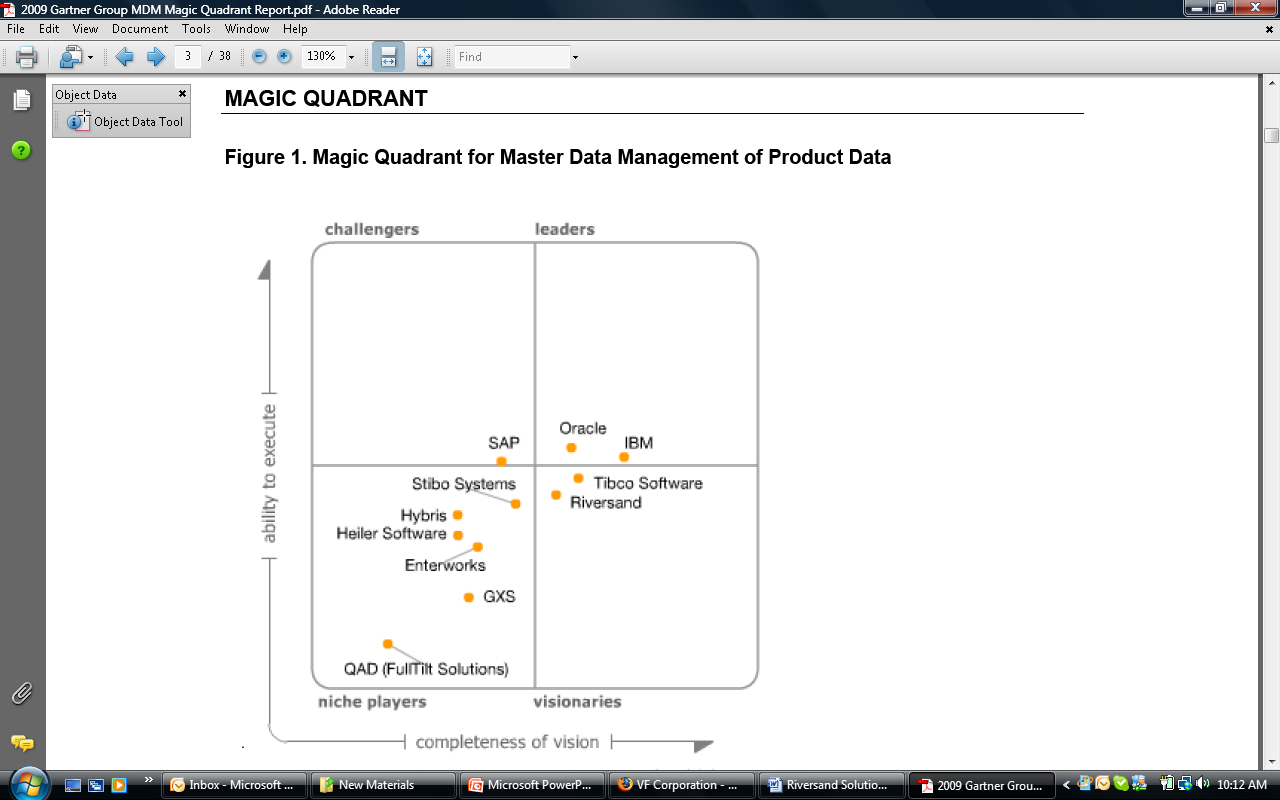 2009 Gartner Group MDM Magic Quadrant Report.pdf - Adobe Reader
File Edit View Document Tools Window Help
3 / 38 130% Find
Object Data
Object Data Tool
MAGIC QUADRANT
Figure 1. Magic Quadrant for Master Data Management of Product Data
challengers leaders
ability to execute
Oracle
SAP IBM
Stibo Systems Tibco Software
Riversand
Hybris
Heiler Software
Enterworks
GXS
QAD (FullTilt Solutions)
niche players visionaries
completeness of vision
Inbox - Microsoft ... New Materials Microsoft PowerP... VF Corporation - ... Riversand Solutio... 2009 Gartner Grou... 10:12 AM